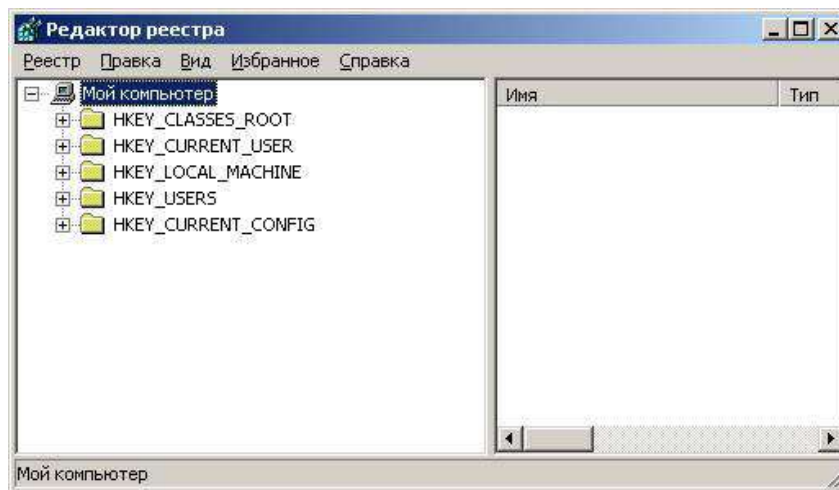 Редактор реестра
Реестр Правка Вид Избранное Справка
Мой компьютер
HKEY_CLASSES_ROOT
HKEY_CURRENT_USER
HKEY_LOCAL_MACHINE
HKEY_USERS
HKEY_CURRENT_CONFIG
Имя Тип
Мой компьютер